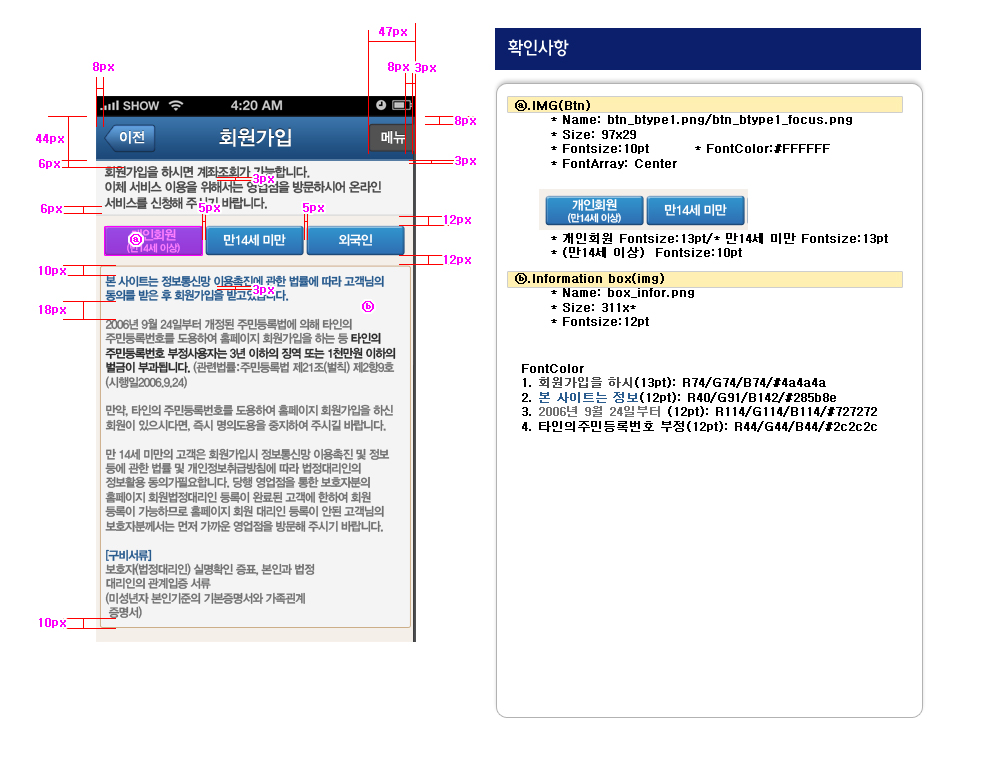 47px
8px
8px
3px
SHOW
4:20 AM
8px
44px
이전
회원가입
메뉴
6px
3px
회원가입을 하시면 계좌조회가 가능합니다.
3px
이체 서비스 이용을 위해서는 영업점을 방문하시어 온라인
서비스를 신청해 주시기 바랍니다.
6px
5px
5px
12px
ⓐ
개인회원
(만14세 이상)
만14세 미만
외국인
12px
10px
본 사이트는 정보통신망 이용촉진에 관한 법률에 따라 고객님의
3px
동의를 받은 후 회원가입을 받고있습니다.
ⓑ
18px
2006년 9월 24일부터 개정된 주민등록법에 의해 타인의
주민등록번호를 도용하여 홈페이지 회원가입을 하는 등 타인의
주민등록번호 부정사용자는 3년 이하의 징역 또는 1천만원 이하의
벌금이 부과됩니다. (관련법률:주민등록법 제21조(벌칙) 제2항9호
(시행일2006,9,24)
만약, 타인의 주민등록번호를 도용하여 홈페이지 회원가입을 하신
회원이 있으시다면, 즉시 명의도용을 중지하여 주시길 바랍니다.
만 14세 미만의 고객은 회원가입시 정보통신망 이용촉진 및 정보
등에 관한 법률 및 개인정보취급방침에 따라 법정대리인의
정보활용 동의가필요합니다. 당행 영업점을 통한 보호자분의
홈페이지 회원법정대리인 등록이 완료된 고객에 한하여 회원
등록이 가능하므로 홈페이지 회원 대리인 등록이 안된 고객님의
보호자분께서는 먼저 가까운 영업점을 방문해 주시기 바랍니다.
[구비서류]
보호자(법정대리인) 실명확인 증표, 본인과 법정
대리인의 관계입증 서류
(미성년자 본인기준의 기본증명서와 가족괸계
증명서)
10px
확인사항
ⓐ.IMG(Btn)
* Name: btn_btype1.png/btn_btype1_focus.png
* Size: 97x29
* Fontsize:10pt * FontColor:#FFFFFF
* FontArray: Center
개인회원
(만14세 이상)
만14세 미만
* 개인회원 Fontsize:13pt/* 만14세 미만 Fontsize:13pt
* (만14세 이상) Fontsize:10pt
ⓑ.Information box(img)
* Name: box_infor.png
* Size: 311x*
* Fontsize:12pt
FontColor
1. 회원가입을 하시(13pt): R74/G74/B74/#4a4a4a
2. 본 사이트는 정보(12pt): R40/G91/B142/#285b8e
3. 2006년 9월 24일부터 (12pt): R114/G114/B114/#727272
4. 타인의주민등록번호 부정(12pt): R44/G44/B44/#2c2c2c